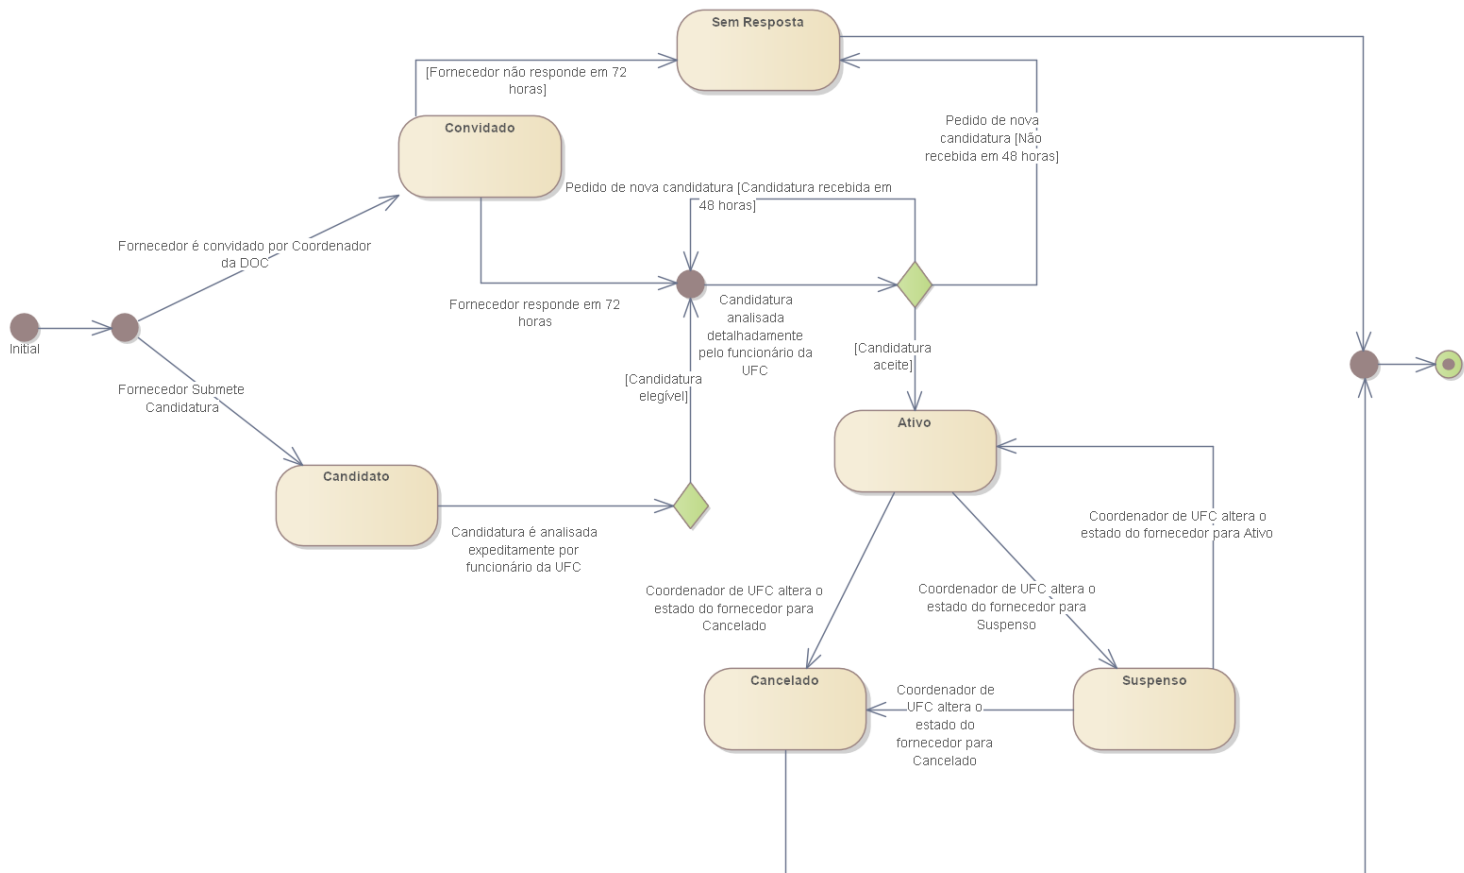 Sem Resposta
[Fornecedor não responde em 72
horas]
Convidado
Pedido de nova
candidatura [Não
recebida em 48 horas]
Pedido de nova candidatura [Candidatura recebida em
48 horas]
Fornecedor é convidado por Coordenador
da DOC
Fornecedor responde em 72
horas
Candidatura
analisada
detalhadamente
pelo funcionário da
UFC
Initial
[Candidatura
aceite]
[Candidatura
elegível]
Fornecedor Submete
Candidatura
Ativo
Candidato
Candidatura é analisada
expeditamente por
funcionário da UFC
Coordenador de UFC altera o
estado do fornecedor para Ativo
Coordenador de UFC altera o
estado do fornecedor para
Cancelado
Coordenador de UFC altera o
estado do fornecedor para
Suspenso
Cancelado
Coordenador de
UFC altera o
estado do
fornecedor para
Cancelado
Suspenso